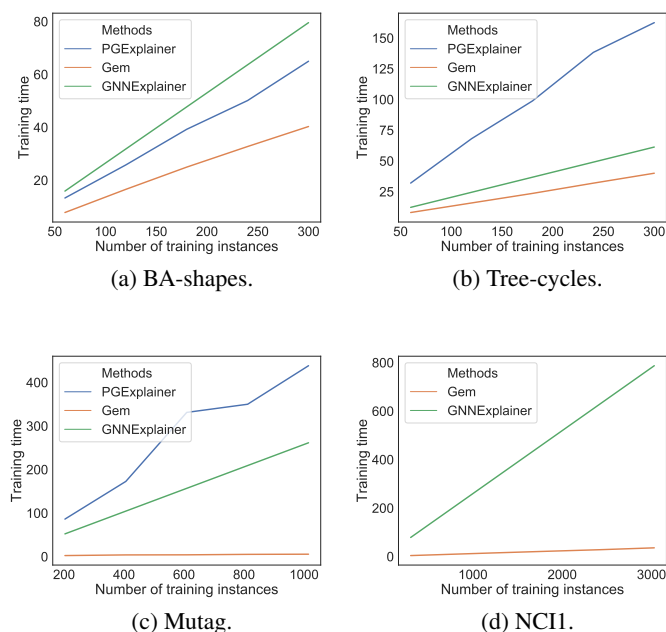 80
60
40
20
Training time
Methods
PGExplainer
Gem
GNNExplainer
50 100 150 200 250 300
Number of training instances
(a) BA-shapes.
150
125
100
75
50
25
Training time
Methods
PGExplainer
Gem
GNNExplainer
50 100 150 200 250 300
Number of training instances
(b) Tree-cycles.
400
300
200
100
0
Training time
Methods
PGExplainer
Gem
GNNExplainer
200 400 600 800 1000
Number of training instances
(c) Mutag.
800
600
400
200
0
Training time
Methods
Gem
GNNExplainer
1000 2000 3000
Number of training instances
(d) NCI1.